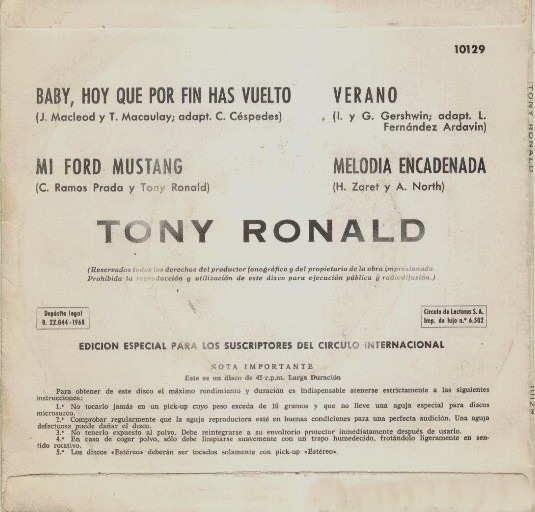 10129
BABY, HOY QUE POR FIN HAS VUELTO
(J. Macleod y T. Macaulay; adapt. C. Céspedes)
VERANO
(I. y G. Gershwin; adapt. L.
Fernández Ardavin)
MI FORD MUSTANG
(C. Ramos Prada y Tony Ronald)
MELODIA ENCADENADA
(H. Zaret y A. North)
TONY RONALD
(Reservados todos los derechos del productor fonográfico y del propietario de la obra impresionada.
Prohibida la reproducción y utilización de este disco para ejecución pública y radiodifusión.)
Depósito legal
B. 22.844-1968
Círculo de Lectores S. A.
Imp. de lujo n.º 6.502
EDICION ESPECIAL PARA LOS SUSCRIPTORES DEL CIRCULO INTERNACIONAL
NOTA IMPORTANTE
Este es un disco de 45 r.p.m. Larga Duración
Para obtener de este disco el máximo rendimiento y duración es indispensable atenerse estrictamente a las siguientes
instrucciones:
1.ª No tocarlo jamás en un pick-up cuyo peso exceda de 10 gramos y que no lleve una aguja especial para discos
microsurco.
2.ª Comprobar regularmente que la aguja reproductora esté en buenas condiciones para una perfecta audición. Una aguja
defectuosa puede dañar el disco.
3.ª No tenerlo expuesto al polvo. Debe reintegrarse a su envoltorio protector inmediatamente después de usarlo.
4.ª En caso de coger polvo, sólo debe limpiarse suavemente con un trapo humedecido, frotándolo ligeramente en sen-
tido rotativo.
5.ª Los discos «Estéreo» deberán ser tocados solamente con pick-up «Estéreo».
TONY RONALD
10129